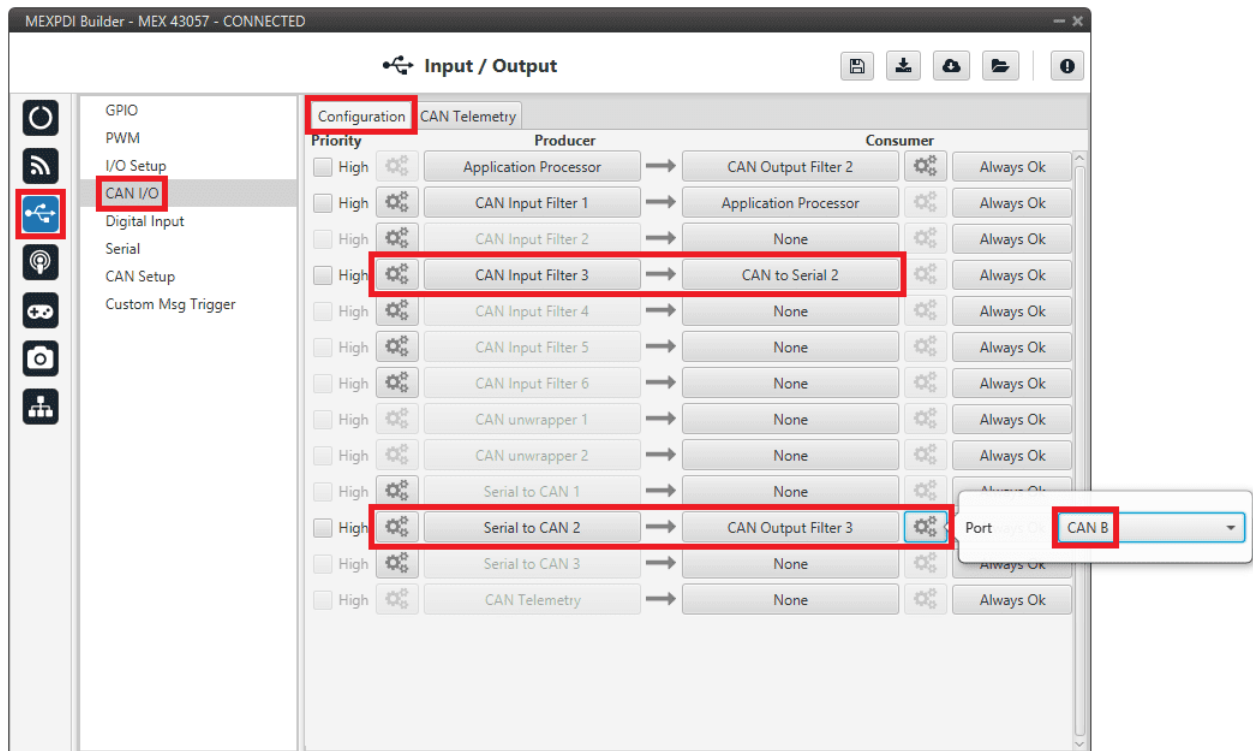 MEXPDI Builder - MEX 43057 - CONNECTED
Input / Output
GPIO
PWM
I/O Setup
CAN I/O
Digital Input
Serial
CAN Setup
Custom Msg Trigger
Configuration CAN Telemetry
Priority Producer Consumer
High Application Processor CAN Output Filter 2 Always Ok
High CAN Input Filter 1 Application Processor Always Ok
High CAN Input Filter 2 None Always Ok
High CAN Input Filter 3 CAN to Serial 2 Always Ok
High CAN Input Filter 4 None Always Ok
High CAN Input Filter 5 None Always Ok
High CAN Input Filter 6 None Always Ok
High CAN unwrapper 1 None Always Ok
High CAN unwrapper 2 None Always Ok
High Serial to CAN 1 None Always Ok
High Serial to CAN 2 CAN Output Filter 3 Port CAN B
High Serial to CAN 3 None Always Ok
High CAN Telemetry None Always Ok